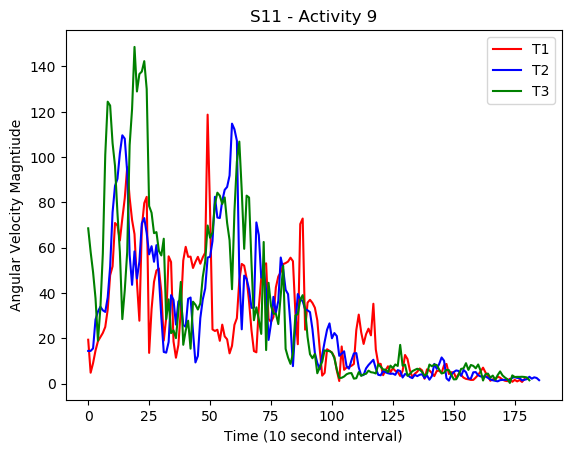 S11 - Activity 9
T1
T2
T3
Angular Velocity Magntiude
140
120
100
80
60
40
20
0
0 25 50 75 100 125 150 175
Time (10 second interval)